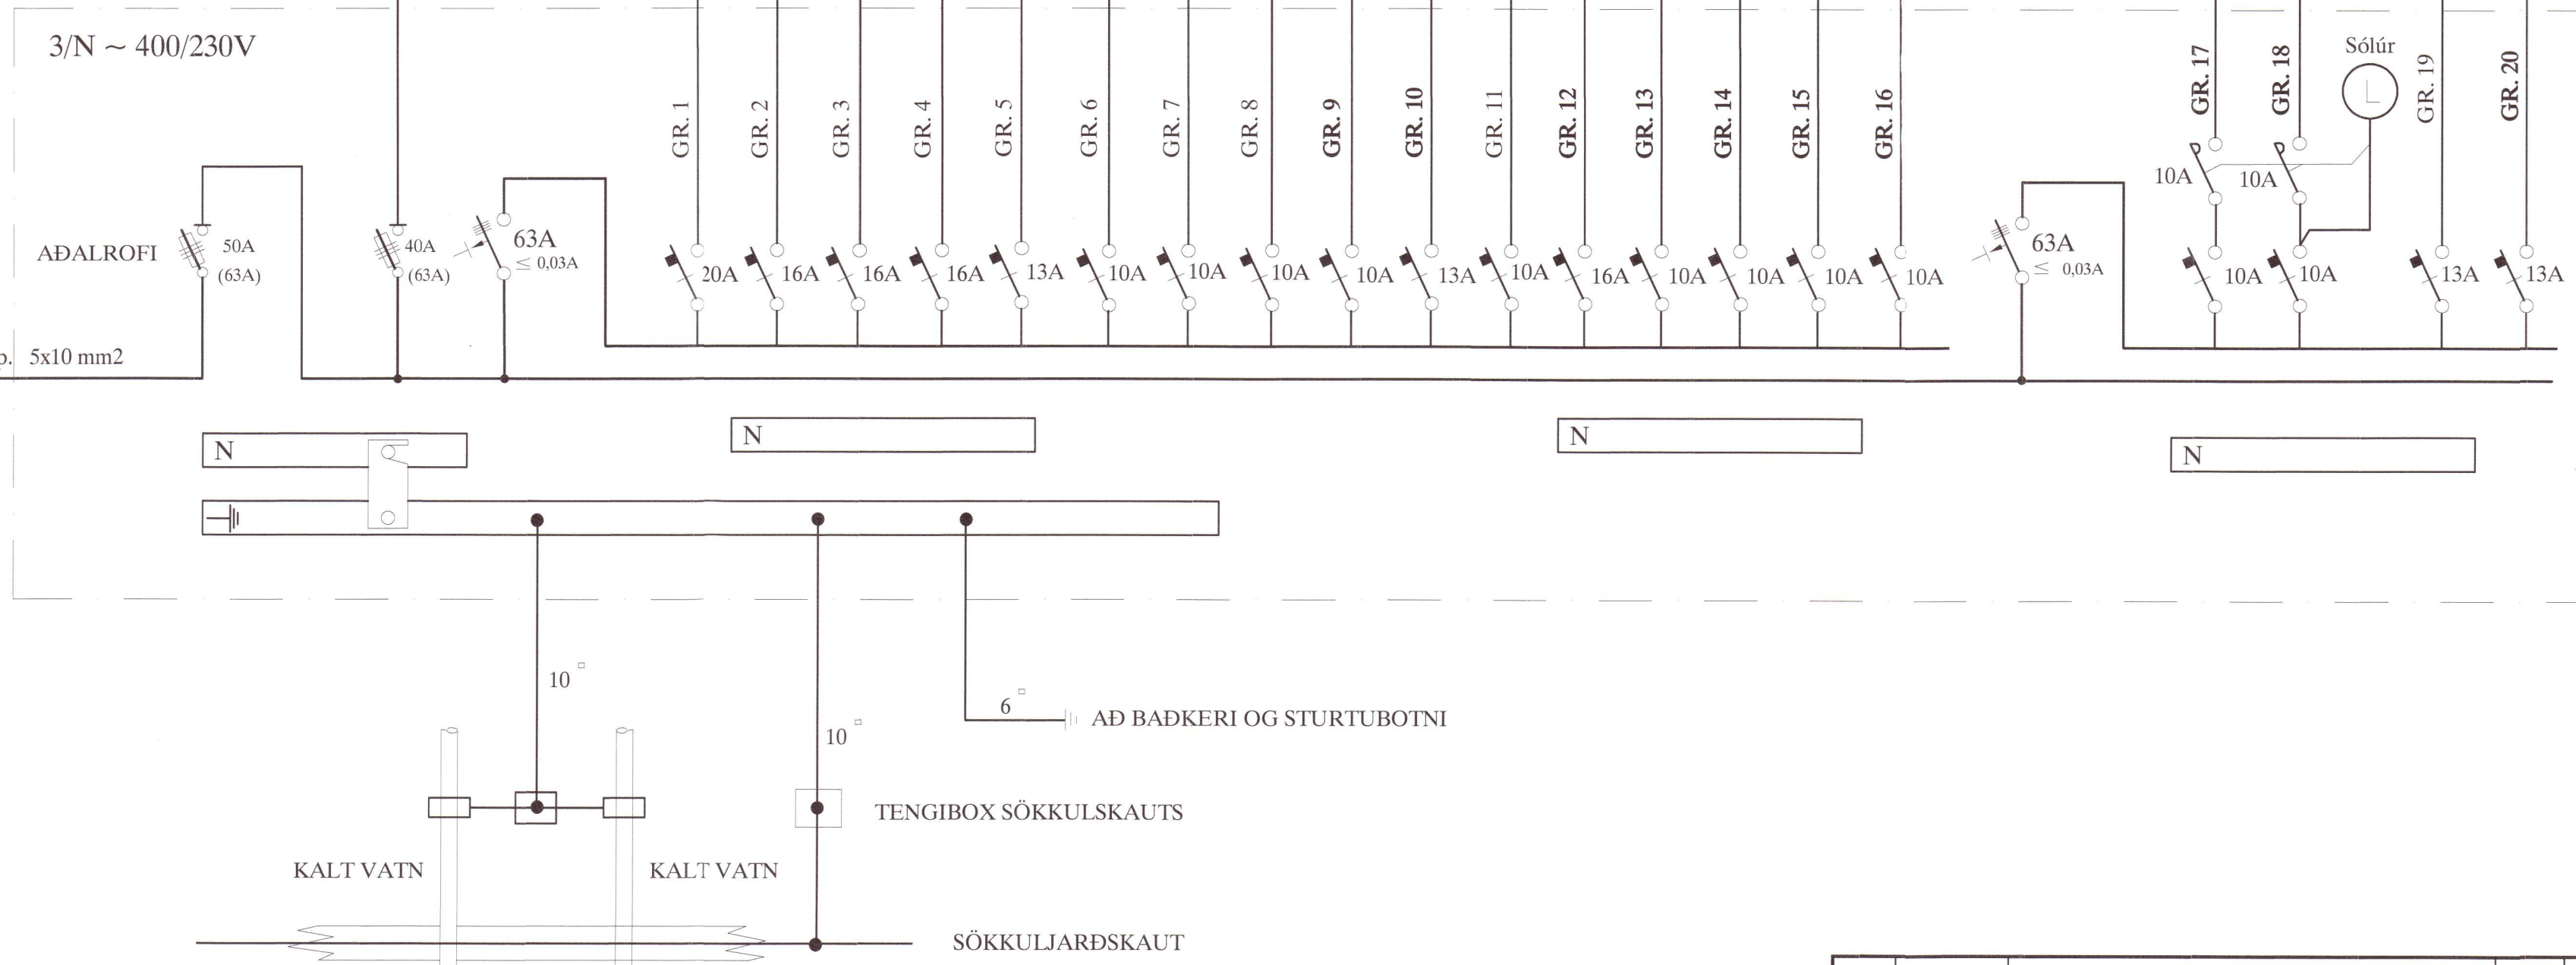 3/N ~ 400/230V
Sólúr
L
GR. 1
GR. 2
GR. 3
GR. 4
GR. 5
GR. 6
GR. 7
GR. 8
GR. 9
GR. 10
GR. 11
GR. 12
GR. 13
GR. 14
GR. 15
GR. 16
GR. 17
GR. 18
GR. 19
GR. 20
10A
10A
AÐALROFI
50A
(63A)
40A
(63A)
63A
≤ 0,03A
20A
16A
16A
16A
13A
10A
10A
10A
10A
13A
10A
16A
10A
10A
10A
10A
63A
≤ 0,03A
10A
10A
13A
13A
5x10 mm2
N
N
N
N
10 □
6 □
AÐ BAÐKERI OG STURTUBOTNI
10 □
TENGIBOX SÖKKULSKAUTS
KALT VATN
KALT VATN
SÖKKULJARÐSKAUT